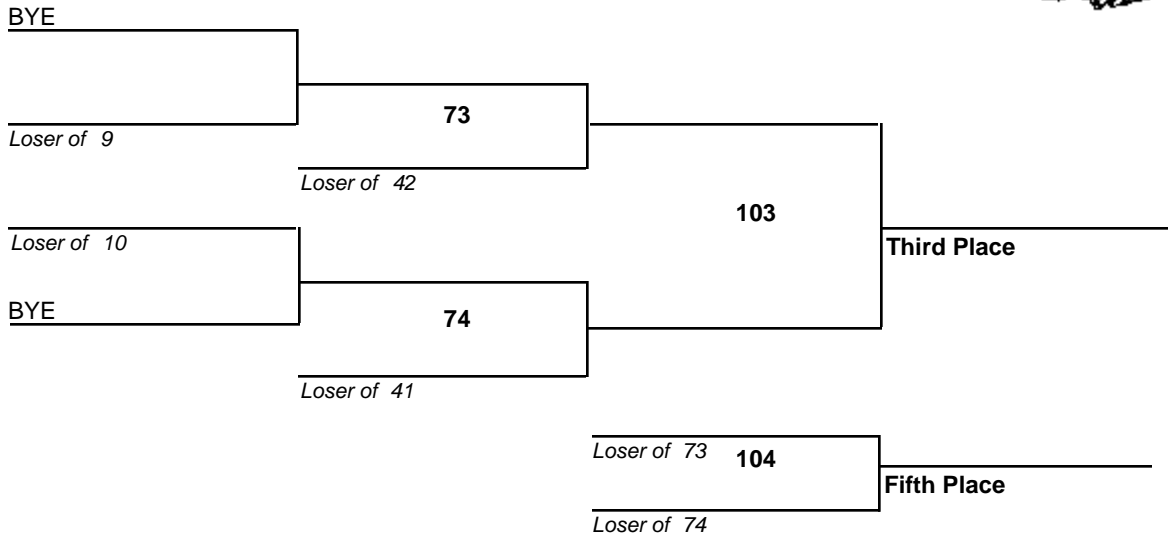 BYE
73
Loser of 9
Loser of 42
103
Loser of 10
Third Place
BYE
74
Loser of 41
Loser of 73
104
Fifth Place
Loser of 74